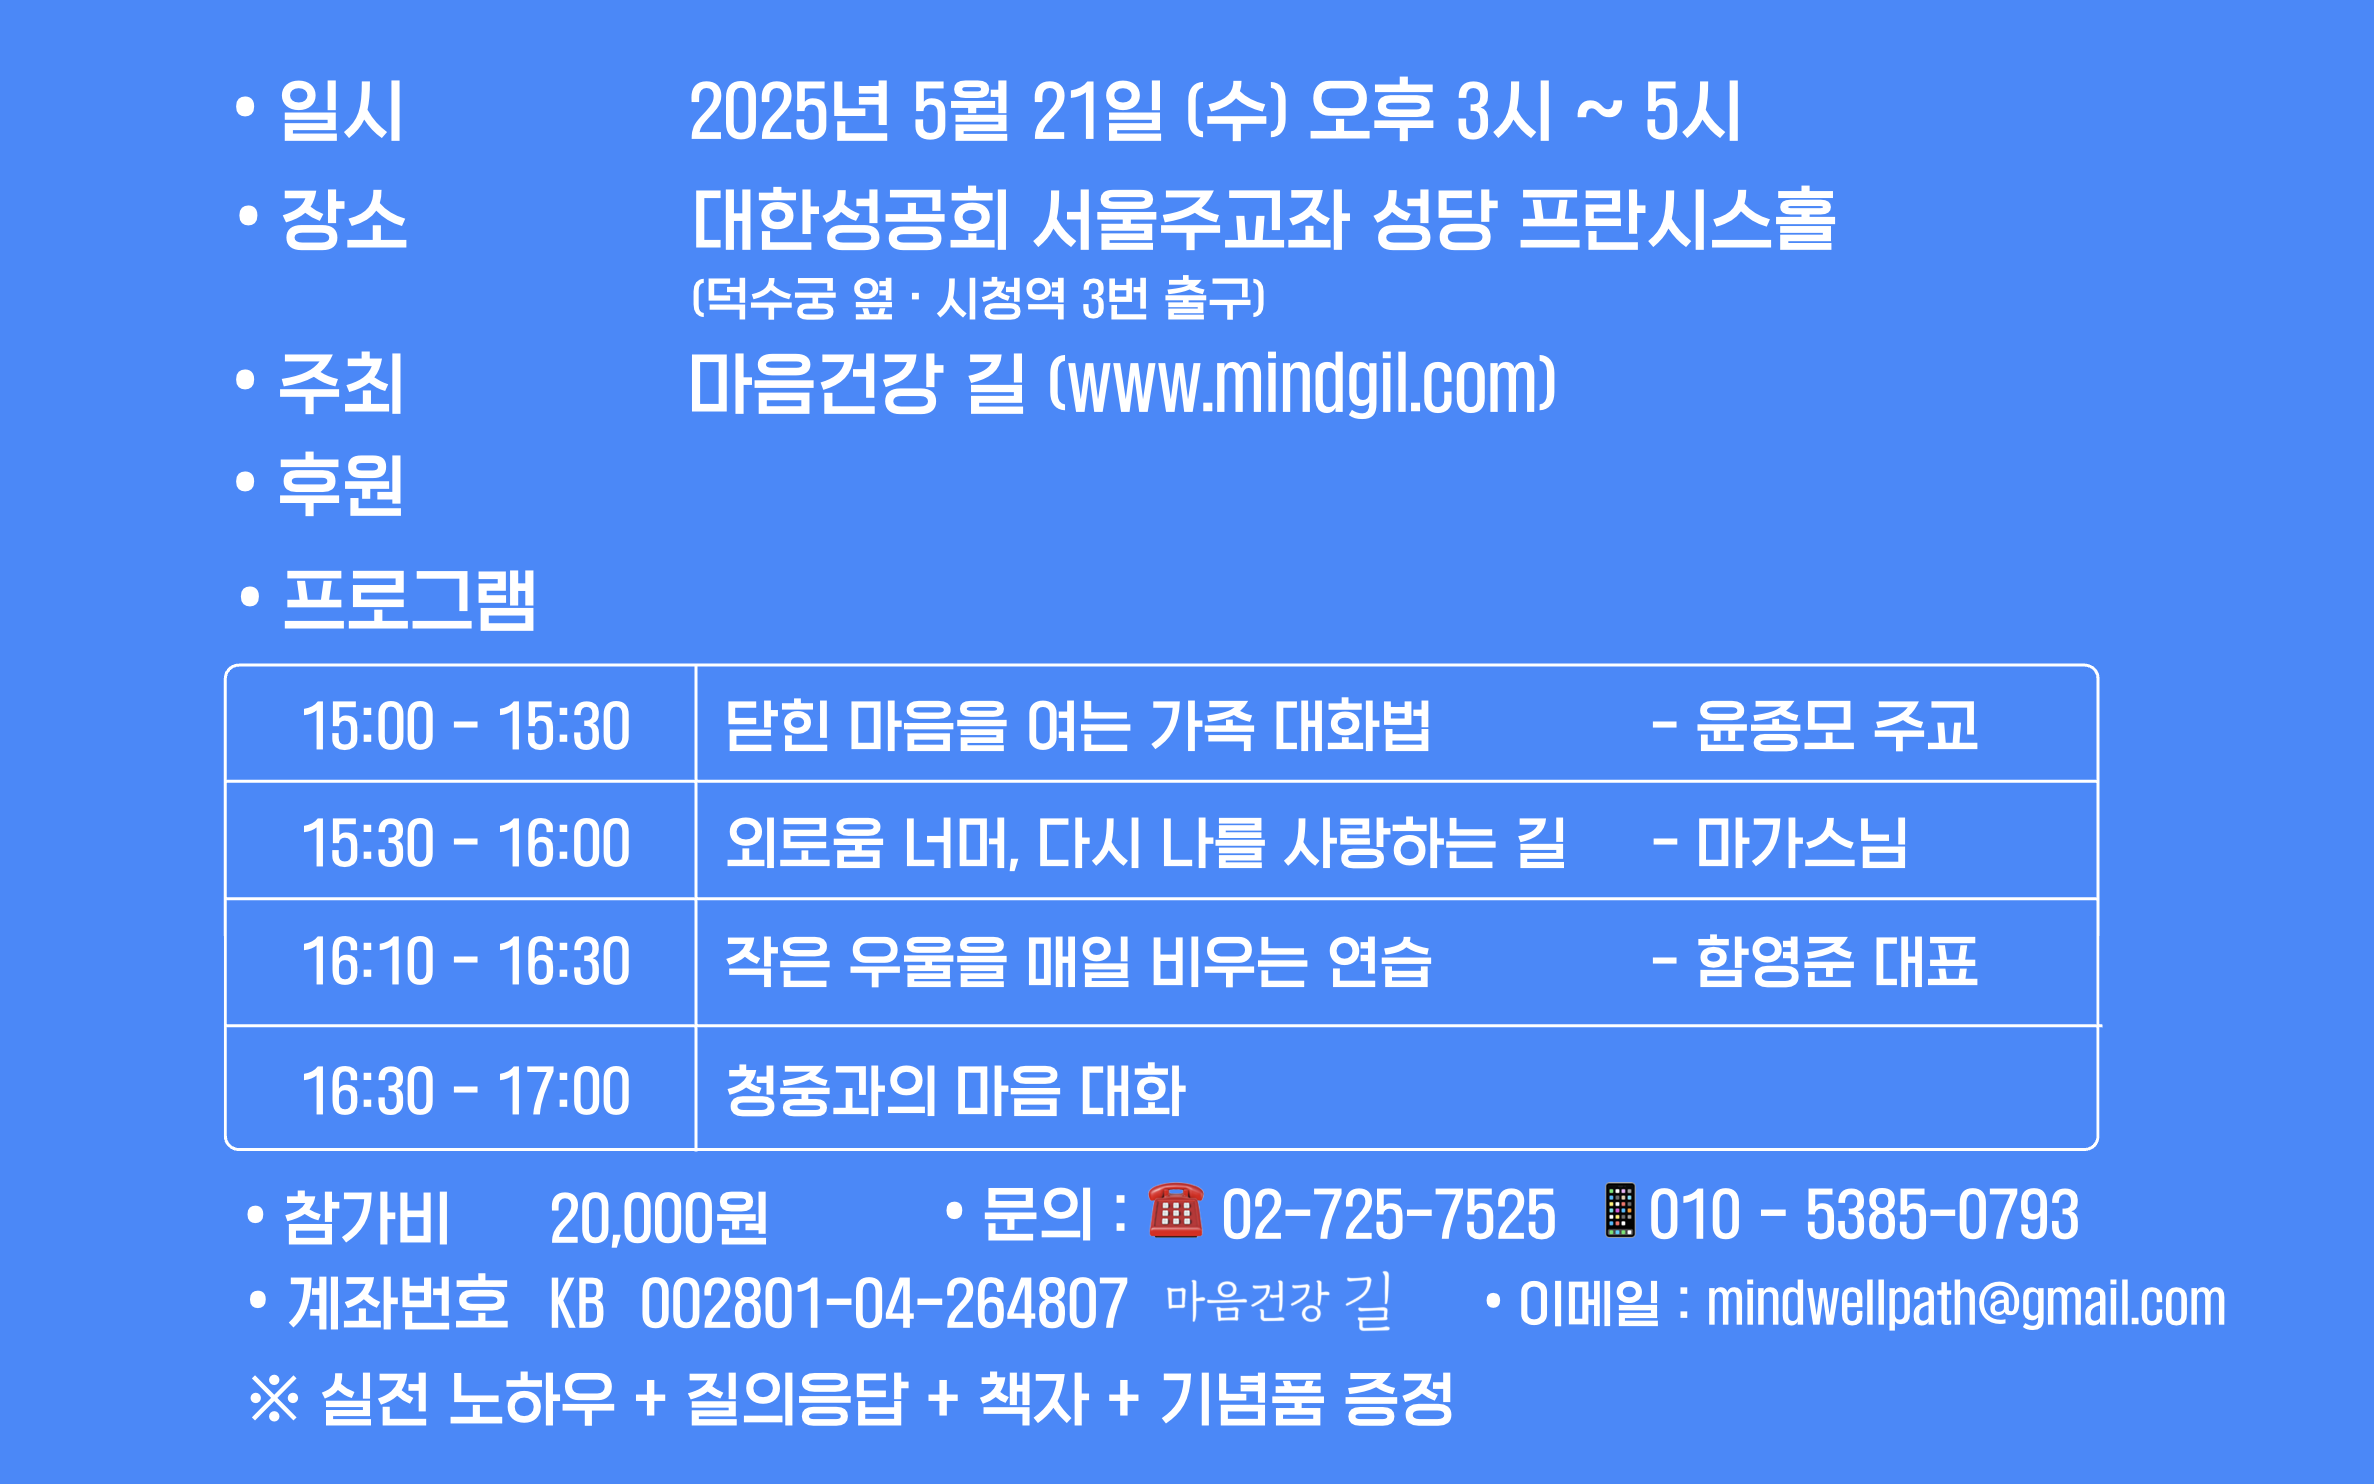 • 일시 2025년 5월 21일 (수) 오후 3시 ~ 5시
• 장소 대한성공회 서울주교좌 성당 프란시스홀
(덕수궁 옆 · 시청역 3번 출구)
• 주최 마음건강 길 (www.mindgil.com)
• 후원
• 프로그램
15:00 - 15:30 닫힌 마음을 여는 가족 대화법 - 윤종모 주교
15:30 - 16:00 외로움 너머, 다시 나를 사랑하는 길 - 마가스님
16:10 - 16:30 작은 우울을 매일 비우는 연습 - 함영준 대표
16:30 - 17:00 청중과의 마음 대화
• 참가비 20,000원 • 문의 : ☎️ 02-725-7525 📱010 - 5385-0793
• 계좌번호 KB 002801-04-264807 마음건강 길 • 이메일 : mindwellpath@gmail.com
※ 실전 노하우 + 질의응답 + 책자 + 기념품 증정